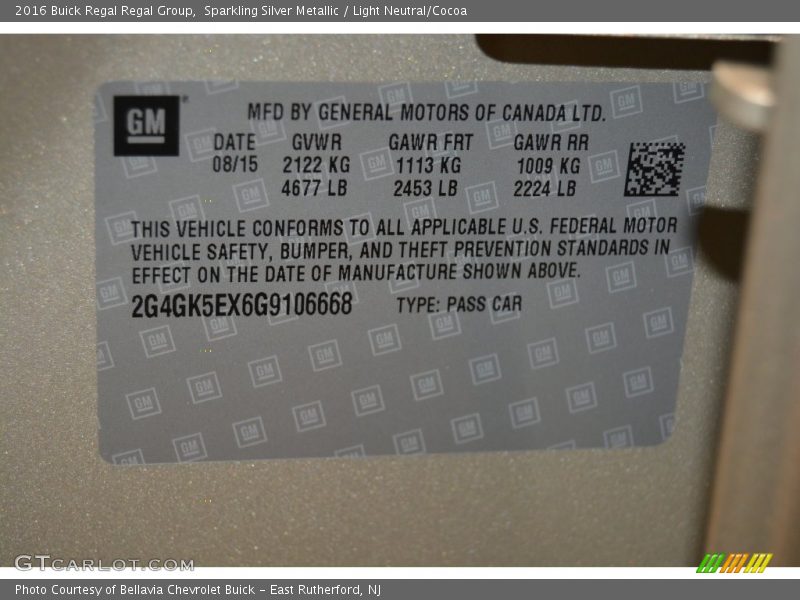 2016 Buick Regal Regal Group,  Sparkling Silver Metallic / Light Neutral/Cocoa
GM
MFD BY GENERAL MOTORS OF CANADA LTD.
DATE GVWR GAWR FRT GAWR RR
08/15 2122 KG 1113 KG 1009 KG
4677 LB 2453 LB 2224 LB
THIS VEHICLE CONFORMS TO ALL APPLICABLE U.S. FEDERAL MOTOR
VEHICLE SAFETY, BUMPER, AND THEFT PREVENTION STANDARDS IN
EFFECT ON THE DATE OF MANUFACTURE SHOWN ABOVE.
2G4GK5EX6G9106668 TYPE: PASS CAR
GTCARLOT.COM
Photo Courtesy of Bellavia Chevrolet Buick – East Rutherford, NJ